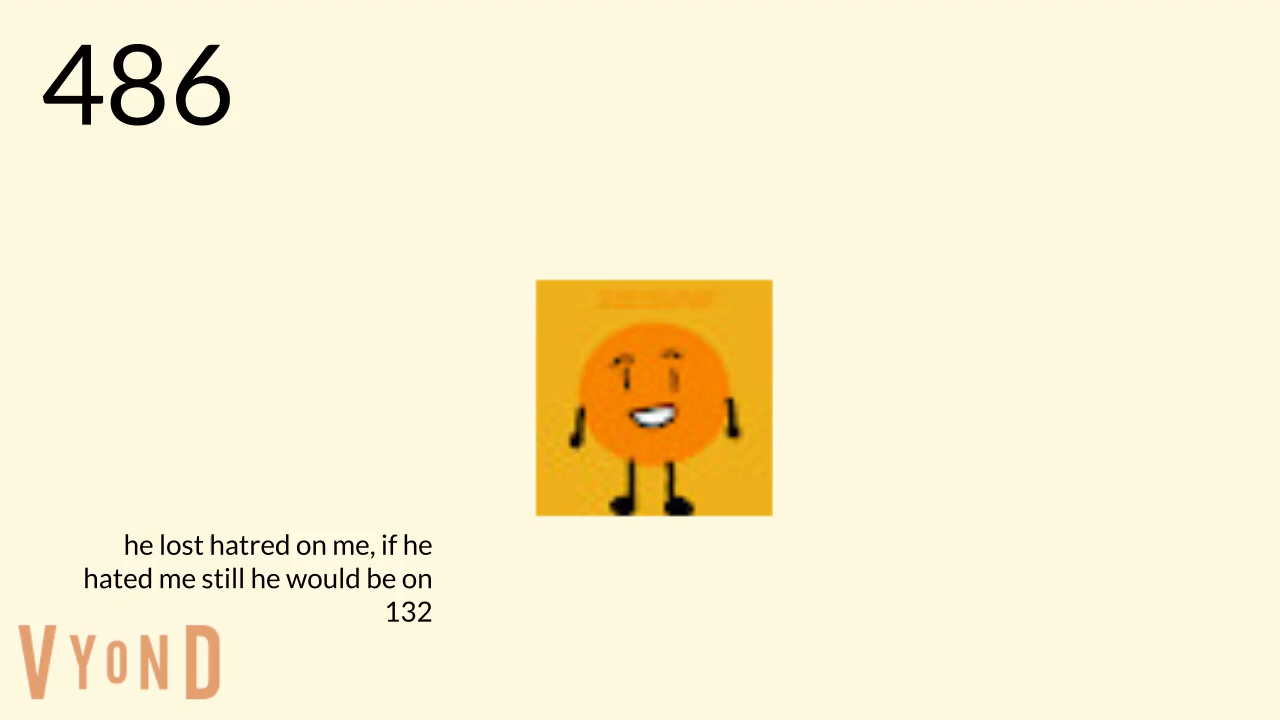 486
he lost hatred on me, if he
hated me still he would be on
132
VYOND